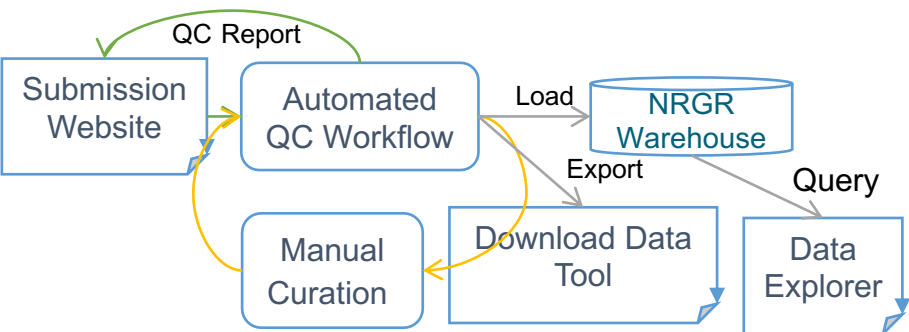 QC Report
Submission
Website
Automated
QC Workflow
Load
NRGR
Warehouse
Export
Query
Manual
Curation
Download Data
Tool
Data
Explorer